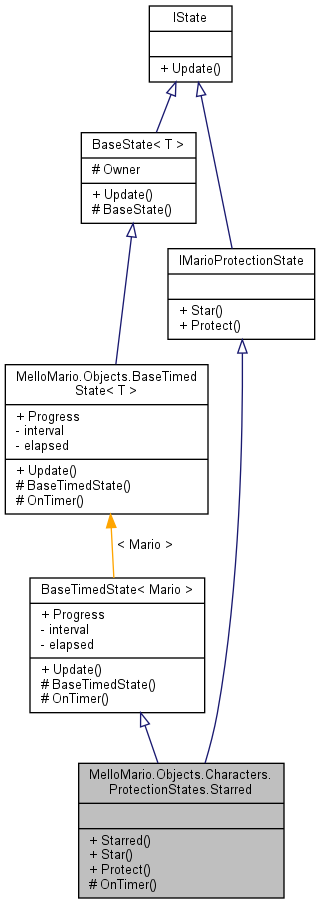 IState
+ Update()
BaseState< T >
# Owner
+ Update()
# BaseState()
IMarioProtectionState
+ Star()
+ Protect()
MelloMario.Objects.BaseTimed
State< T >
+ Progress
- interval
- elapsed
+ Update()
# BaseTimedState()
# OnTimer()
< Mario >
BaseTimedState< Mario >
+ Progress
- interval
- elapsed
+ Update()
# BaseTimedState()
# OnTimer()
MelloMario.Objects.Characters.
ProtectionStates.Starred
+ Starred()
+ Star()
+ Protect()
# OnTimer()